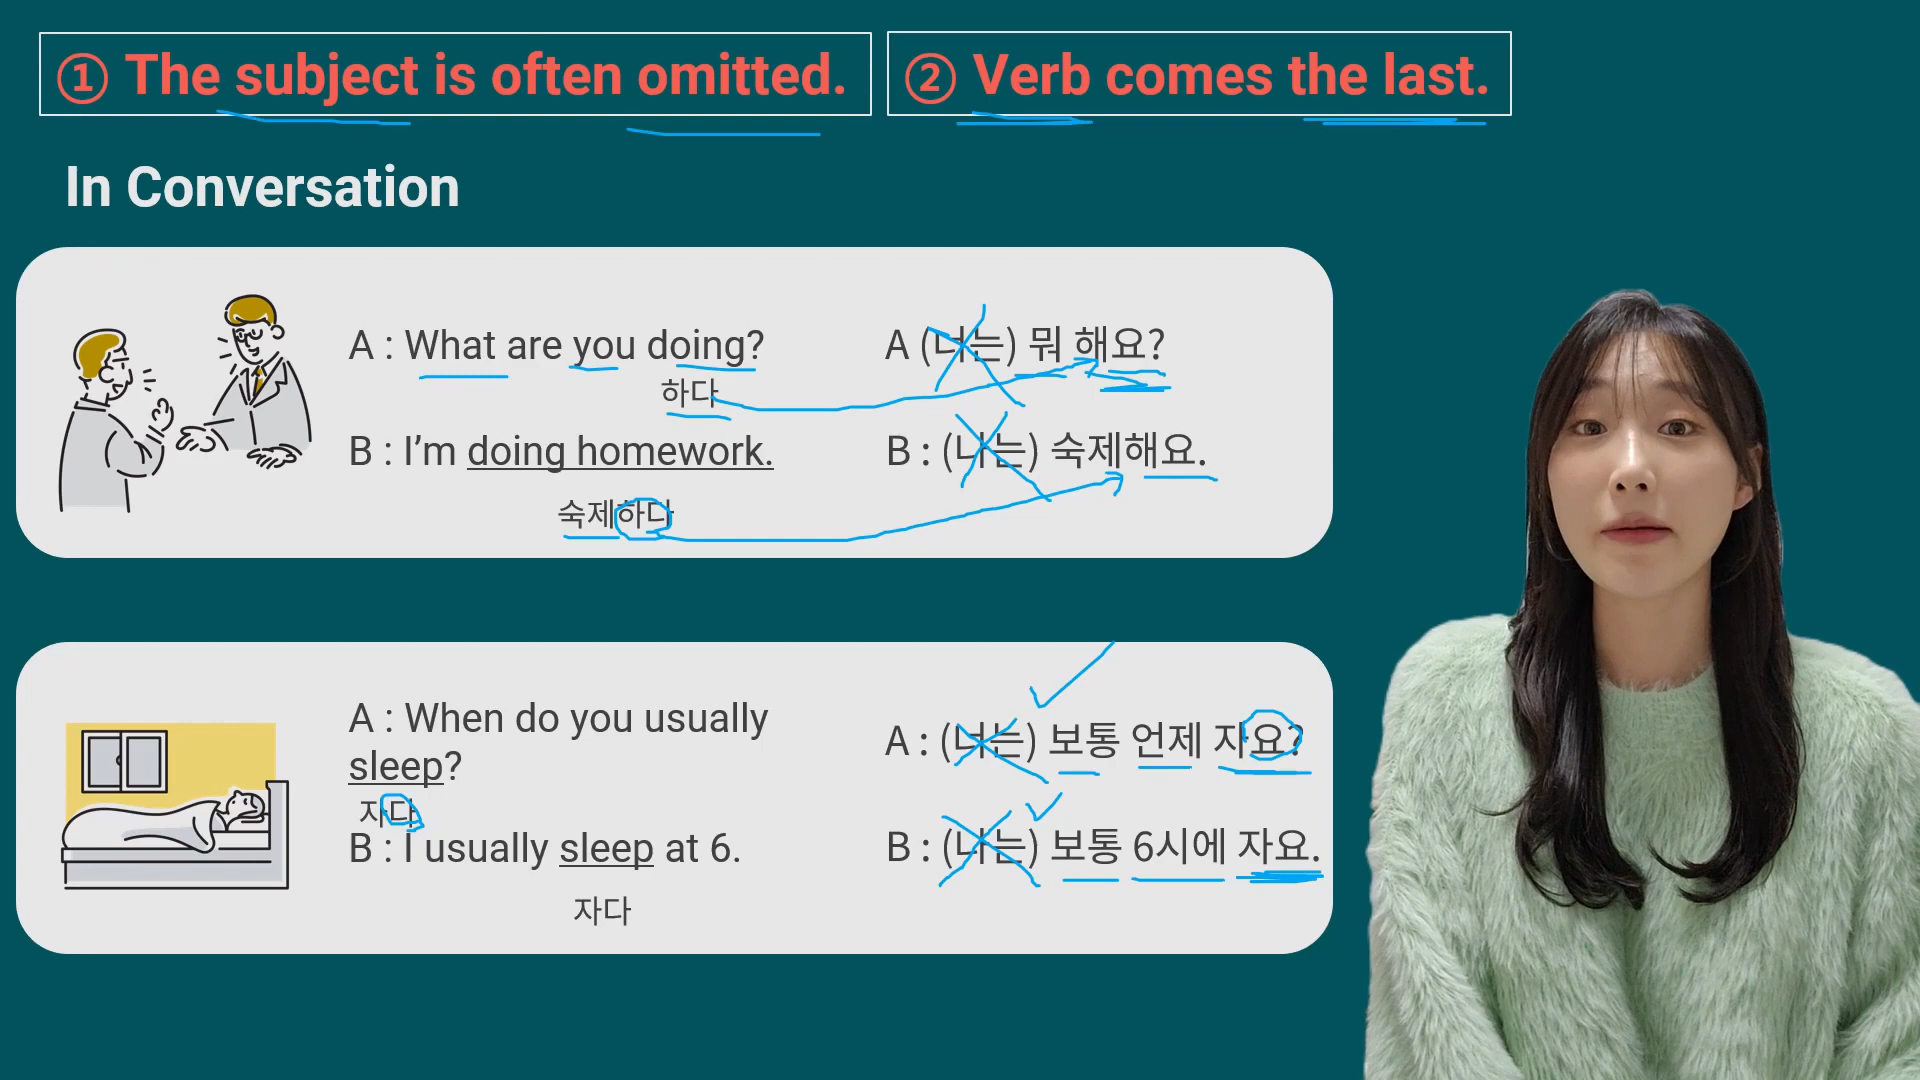 ① The subject is often omitted.
② Verb comes the last.
In Conversation
A : What are you doing?
하다
B : I'm doing homework.
숙제하다
A (너는) 뭐 해요?
B : (나는) 숙제해요.
A : When do you usually
sleep?
자다
B : I usually sleep at 6.
자다
A : (너는) 보통 언제 자요?
B : (나는) 보통 6시에 자요.